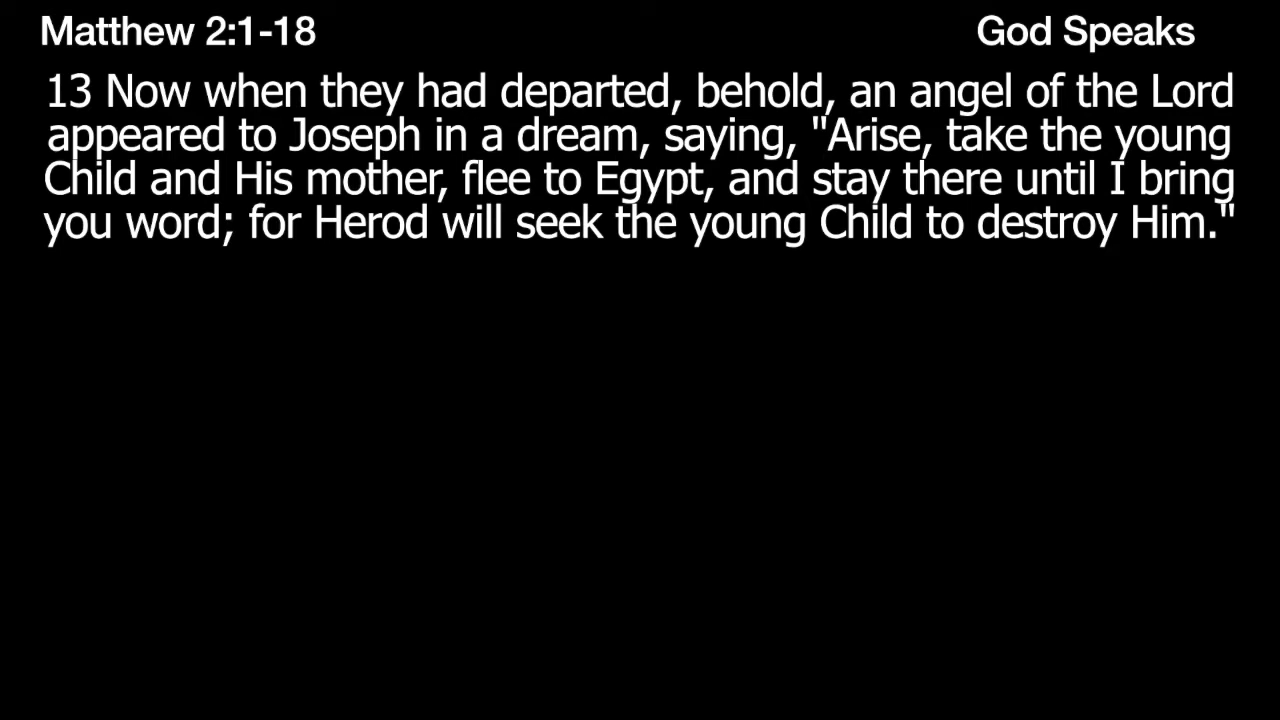 Matthew 2:1-18 God Speaks
13 Now when they had departed, behold, an angel of the Lord
appeared to Joseph in a dream, saying, "Arise, take the young
Child and His mother, flee to Egypt, and stay there until I bring
you word; for Herod will seek the young Child to destroy Him."